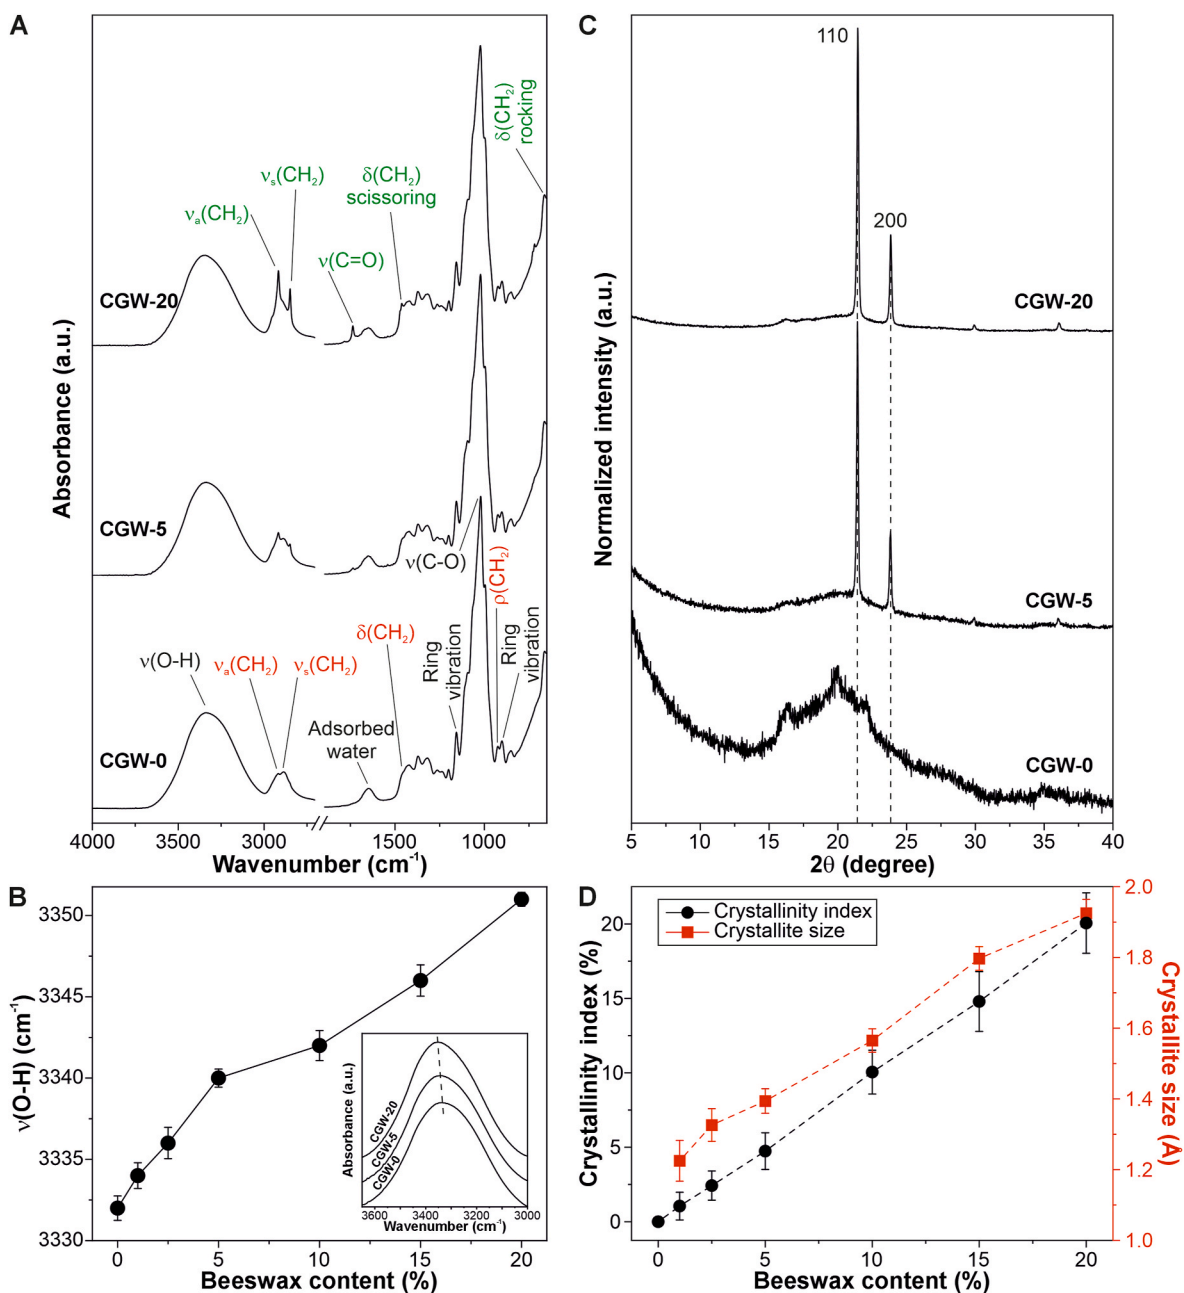 A
δ(CH₂)
rocking
νₛ(CH₂)
δ(CH₂)
scissoring
νₐ(CH₂)
ν(C=O)
CGW-20
CGW-5
ν(C-O)
ρ(CH₂)
δ(CH₂)
Ring
vibration
Ring
vibration
ν(O-H)
νₐ(CH₂)
νₛ(CH₂)
Adsorbed
water
CGW-0
Absorbance (a.u.)
4000 3500 3000 1500 1000
Wavenumber (cm⁻¹)
C
110
200
CGW-20
CGW-5
CGW-0
Normalized intensity (a.u.)
5 10 15 20 25 30 35 40
2θ (degree)
B
3350
3345
3340
3335
3330
ν(O-H) (cm⁻¹)
Absorbance (a.u.)
CGW-20
CGW-5
CGW-0
3600 3400 3200 3000
Wavenumber (cm⁻¹)
0 5 10 15 20
Beeswax content (%)
D
Crystallinity index
Crystallite size
20
15
10
5
0
Crystallinity index (%)
2.0
1.8
1.6
1.4
1.2
1.0
Crystallite size (Å)
0 5 10 15 20
Beeswax content (%)